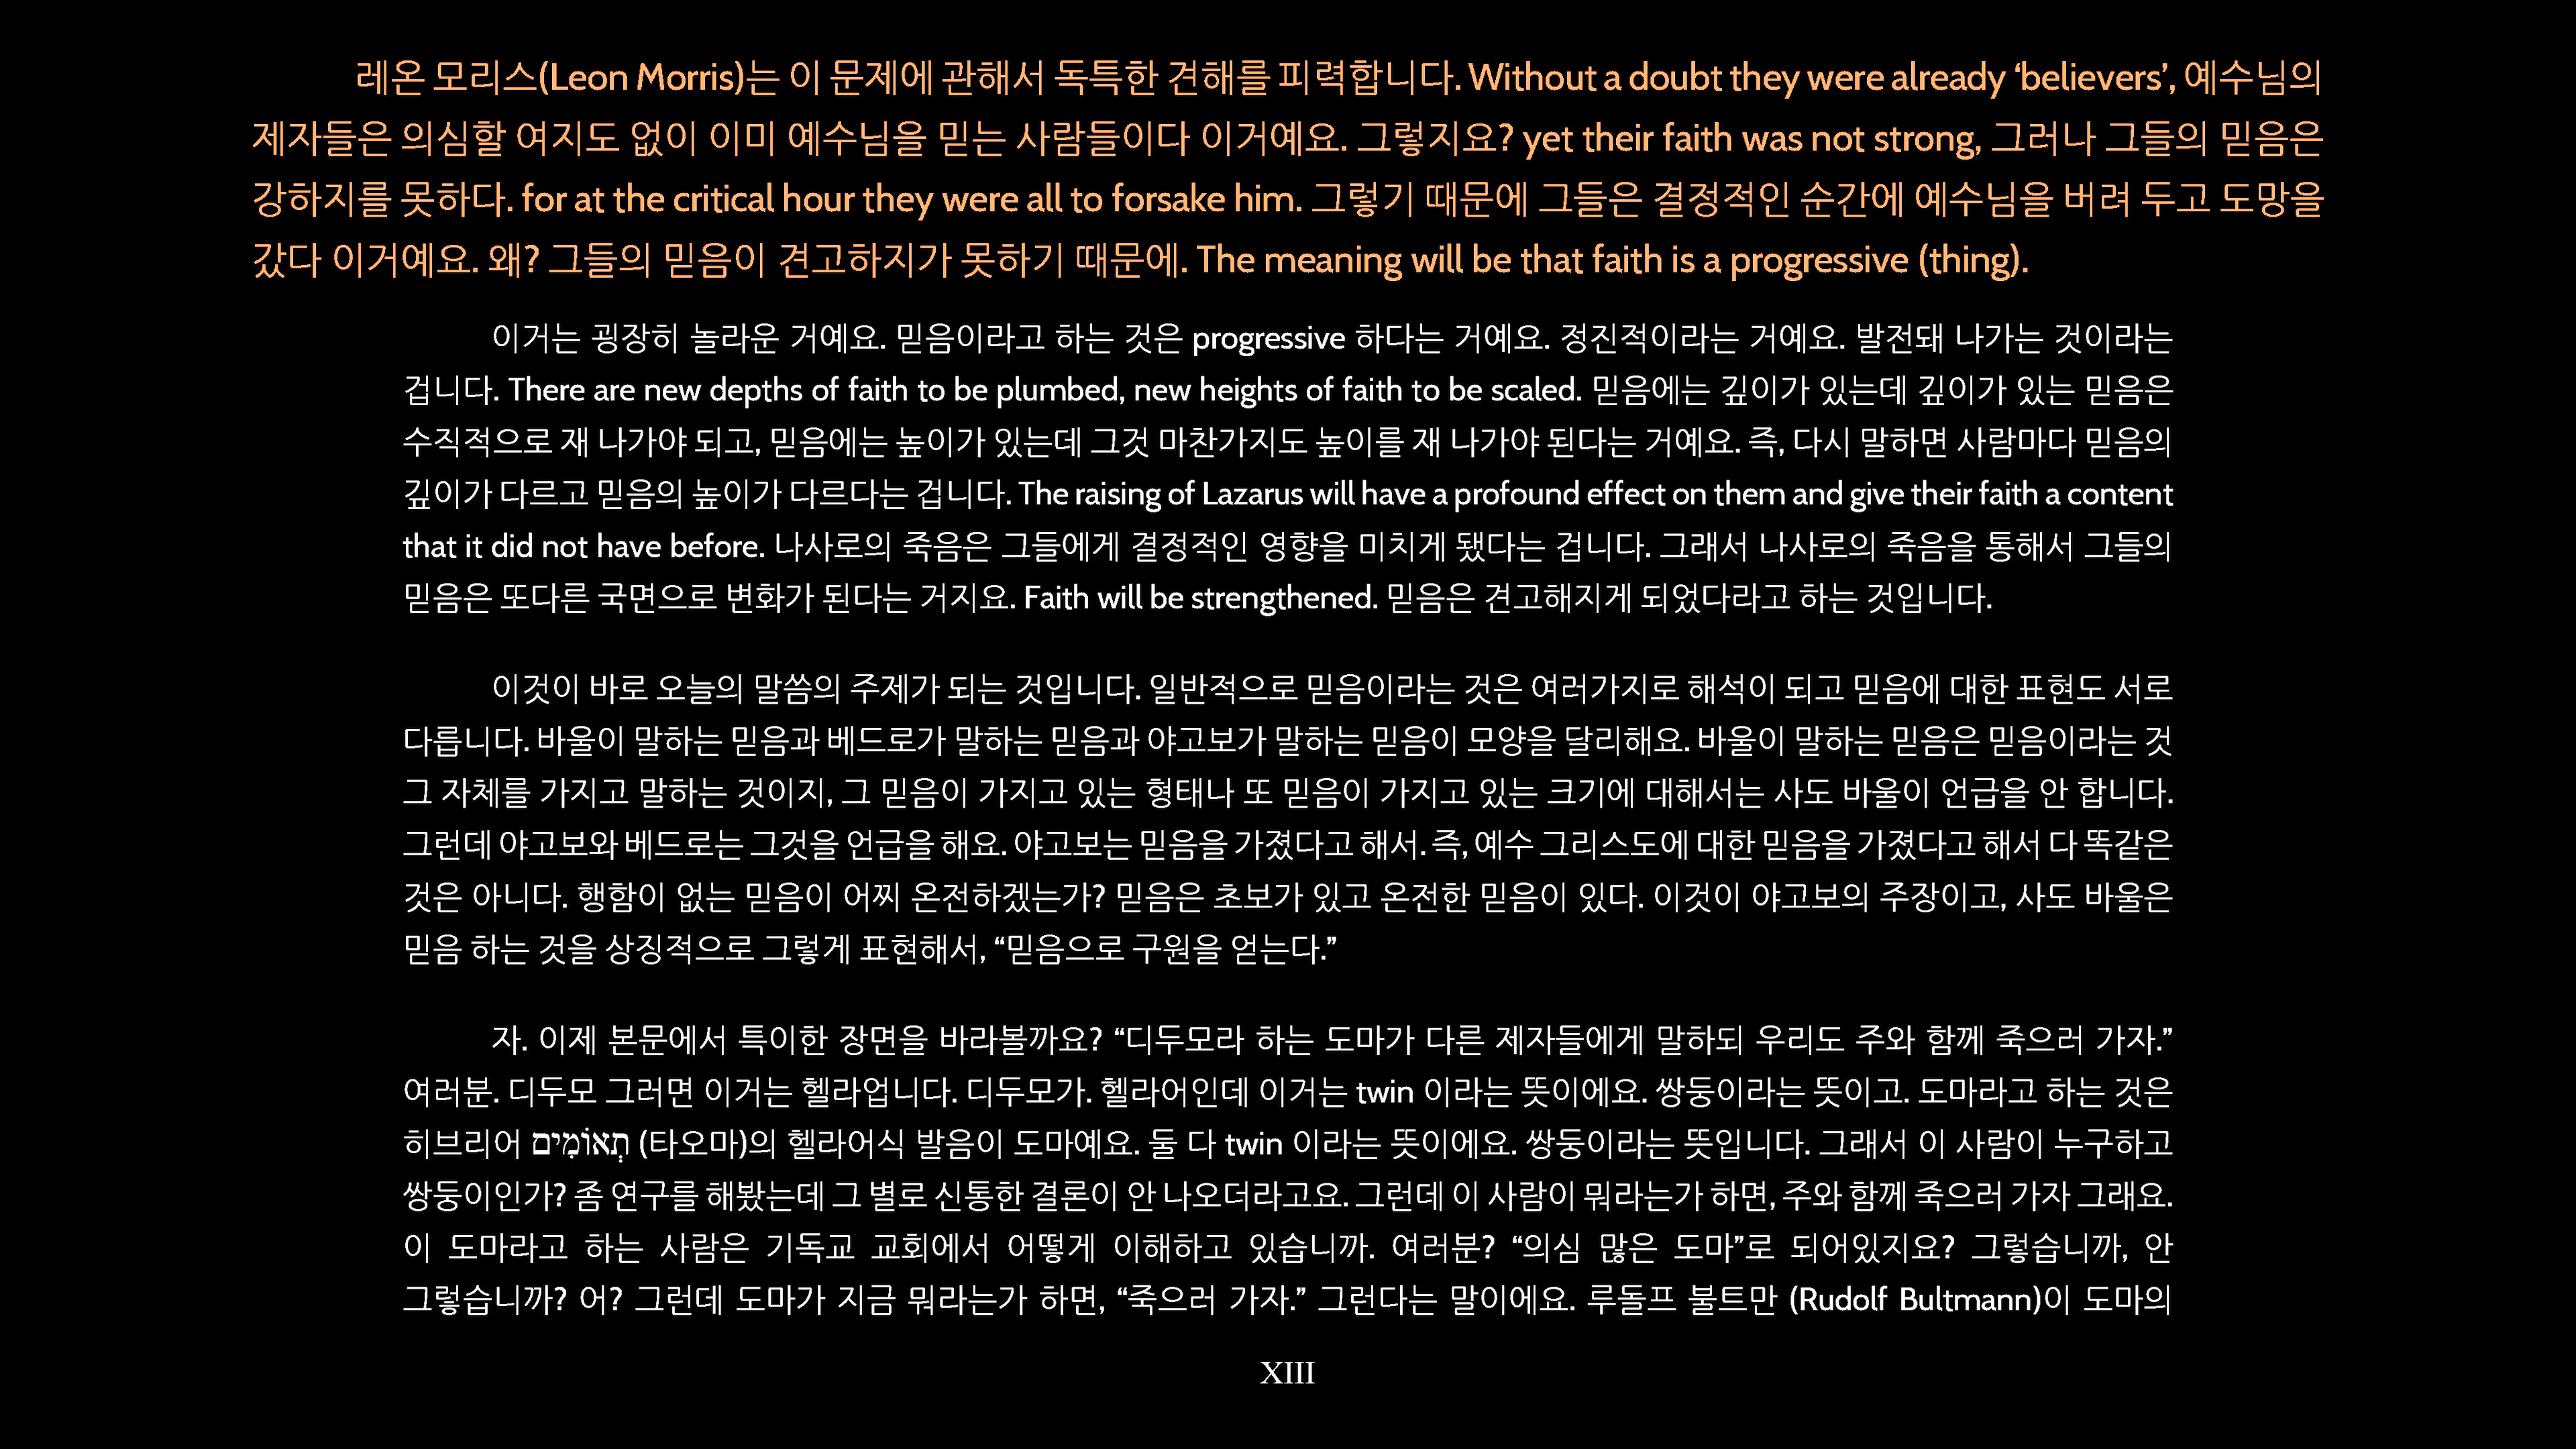 레온 모리스(Leon Morris)는 이 문제에 관해서 독특한 견해를 피력합니다. Without a doubt they were already ‘believers’, 예수님의
제자들은 의심할 여지도 없이 이미 예수님을 믿는 사람들이다 이거예요. 그렇지요? yet their faith was not strong, 그러나 그들의 믿음은
강하지를 못하다. for at the critical hour they were all to forsake him. 그렇기 때문에 그들은 결정적인 순간에 예수님을 버려 두고 도망을
갔다 이거예요. 왜? 그들의 믿음이 견고하지가 못하기 때문에. The meaning will be that faith is a progressive (thing).
이거는 굉장히 놀라운 거예요. 믿음이라고 하는 것은 progressive 하다는 거예요. 정진적이라는 거예요. 발전돼 나가는 것이라는
겁니다. There are new depths of faith to be plumbed, new heights of faith to be scaled. 믿음에는 깊이가 있는데 깊이가 있는 믿음은
수직적으로 재 나가야 되고, 믿음에는 높이가 있는데 그것 마찬가지도 높이를 재 나가야 된다는 거예요. 즉, 다시 말하면 사람마다 믿음의
깊이가 다르고 믿음의 높이가 다르다는 겁니다. The raising of Lazarus will have a profound effect on them and give their faith a content
that it did not have before. 나사로의 죽음은 그들에게 결정적인 영향을 미치게 됐다는 겁니다. 그래서 나사로의 죽음을 통해서 그들의
믿음은 또다른 국면으로 변화가 된다는 거지요. Faith will be strengthened. 믿음은 견고해지게 되었다라고 하는 것입니다.
이것이 바로 오늘의 말씀의 주제가 되는 것입니다. 일반적으로 믿음이라는 것은 여러가지로 해석이 되고 믿음에 대한 표현도 서로
다릅니다. 바울이 말하는 믿음과 베드로가 말하는 믿음과 야고보가 말하는 믿음이 모양을 달리해요. 바울이 말하는 믿음은 믿음이라는 것
그 자체를 가지고 말하는 것이지, 그 믿음이 가지고 있는 형태나 또 믿음이 가지고 있는 크기에 대해서는 사도 바울이 언급을 안 합니다.
그런데 야고보와 베드로는 그것을 언급을 해요. 야고보는 믿음을 가졌다고 해서. 즉, 예수 그리스도에 대한 믿음을 가졌다고 해서 다 똑같은
것은 아니다. 행함이 없는 믿음이 어찌 온전하겠는가? 믿음은 초보가 있고 온전한 믿음이 있다. 이것이 야고보의 주장이고, 사도 바울은
믿음 하는 것을 상징적으로 그렇게 표현해서, “믿음으로 구원을 얻는다.”
자. 이제 본문에서 특이한 장면을 바라볼까요? “디두모라 하는 도마가 다른 제자들에게 말하되 우리도 주와 함께 죽으러 가자.”
여러분. 디두모 그러면 이거는 헬라업니다. 디두모가. 헬라어인데 이거는 twin 이라는 뜻이에요. 쌍둥이라는 뜻이고. 도마라고 하는 것은
히브리어 תְאוֹמִים (타오마)의 헬라어식 발음이 도마예요. 둘 다 twin 이라는 뜻이에요. 쌍둥이라는 뜻입니다. 그래서 이 사람이 누구하고
쌍둥이인가? 좀 연구를 해봤는데 그 별로 신통한 결론이 안 나오더라고요. 그런데 이 사람이 뭐라는가 하면, 주와 함께 죽으러 가자 그래요.
이 도마라고 하는 사람은 기독교 교회에서 어떻게 이해하고 있습니까. 여러분? “의심 많은 도마”로 되어있지요? 그렇습니까, 안
그렇습니까? 어? 그런데 도마가 지금 뭐라는가 하면, “죽으러 가자.” 그런다는 말이에요. 루돌프 불트만 (Rudolf Bultmann)이 도마의
XIII